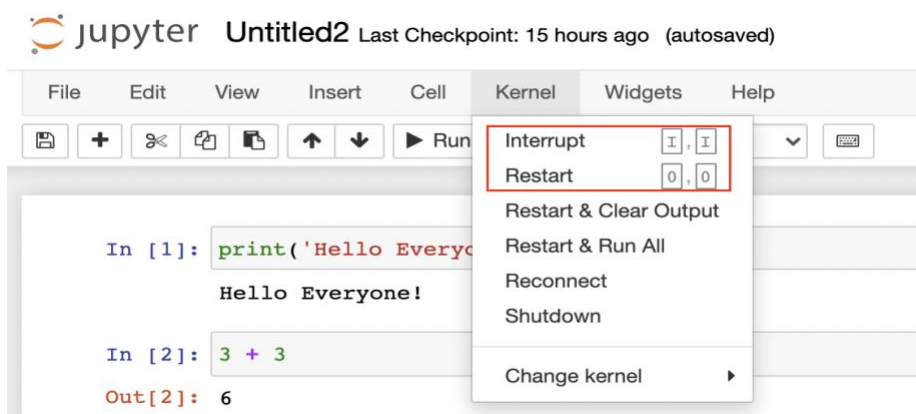 jupyter Untitled2 Last Checkpoint: 15 hours ago (autosaved)
File Edit View Insert Cell Kernel Widgets Help
Run
Interrupt I , I
Restart 0 , 0
Restart & Clear Output
Restart & Run All
Reconnect
Shutdown
Change kernel
In [1]: print('Hello Everyo
Hello Everyone!
In [2]: 3 + 3
Out[2]: 6